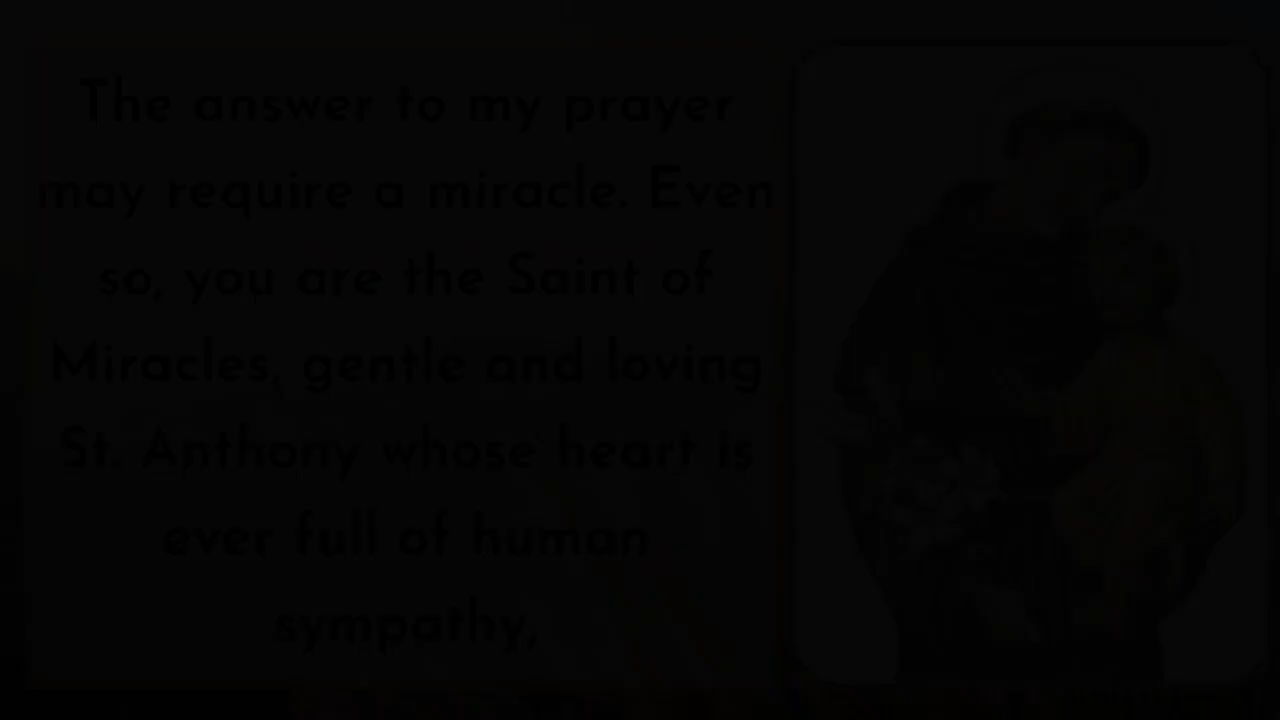 The answer to my prayer
may require a miracle. Even
so, you are the Saint of
Miracles, gentle and loving
St. Anthony whose heart is
ever full of human
sympathy,